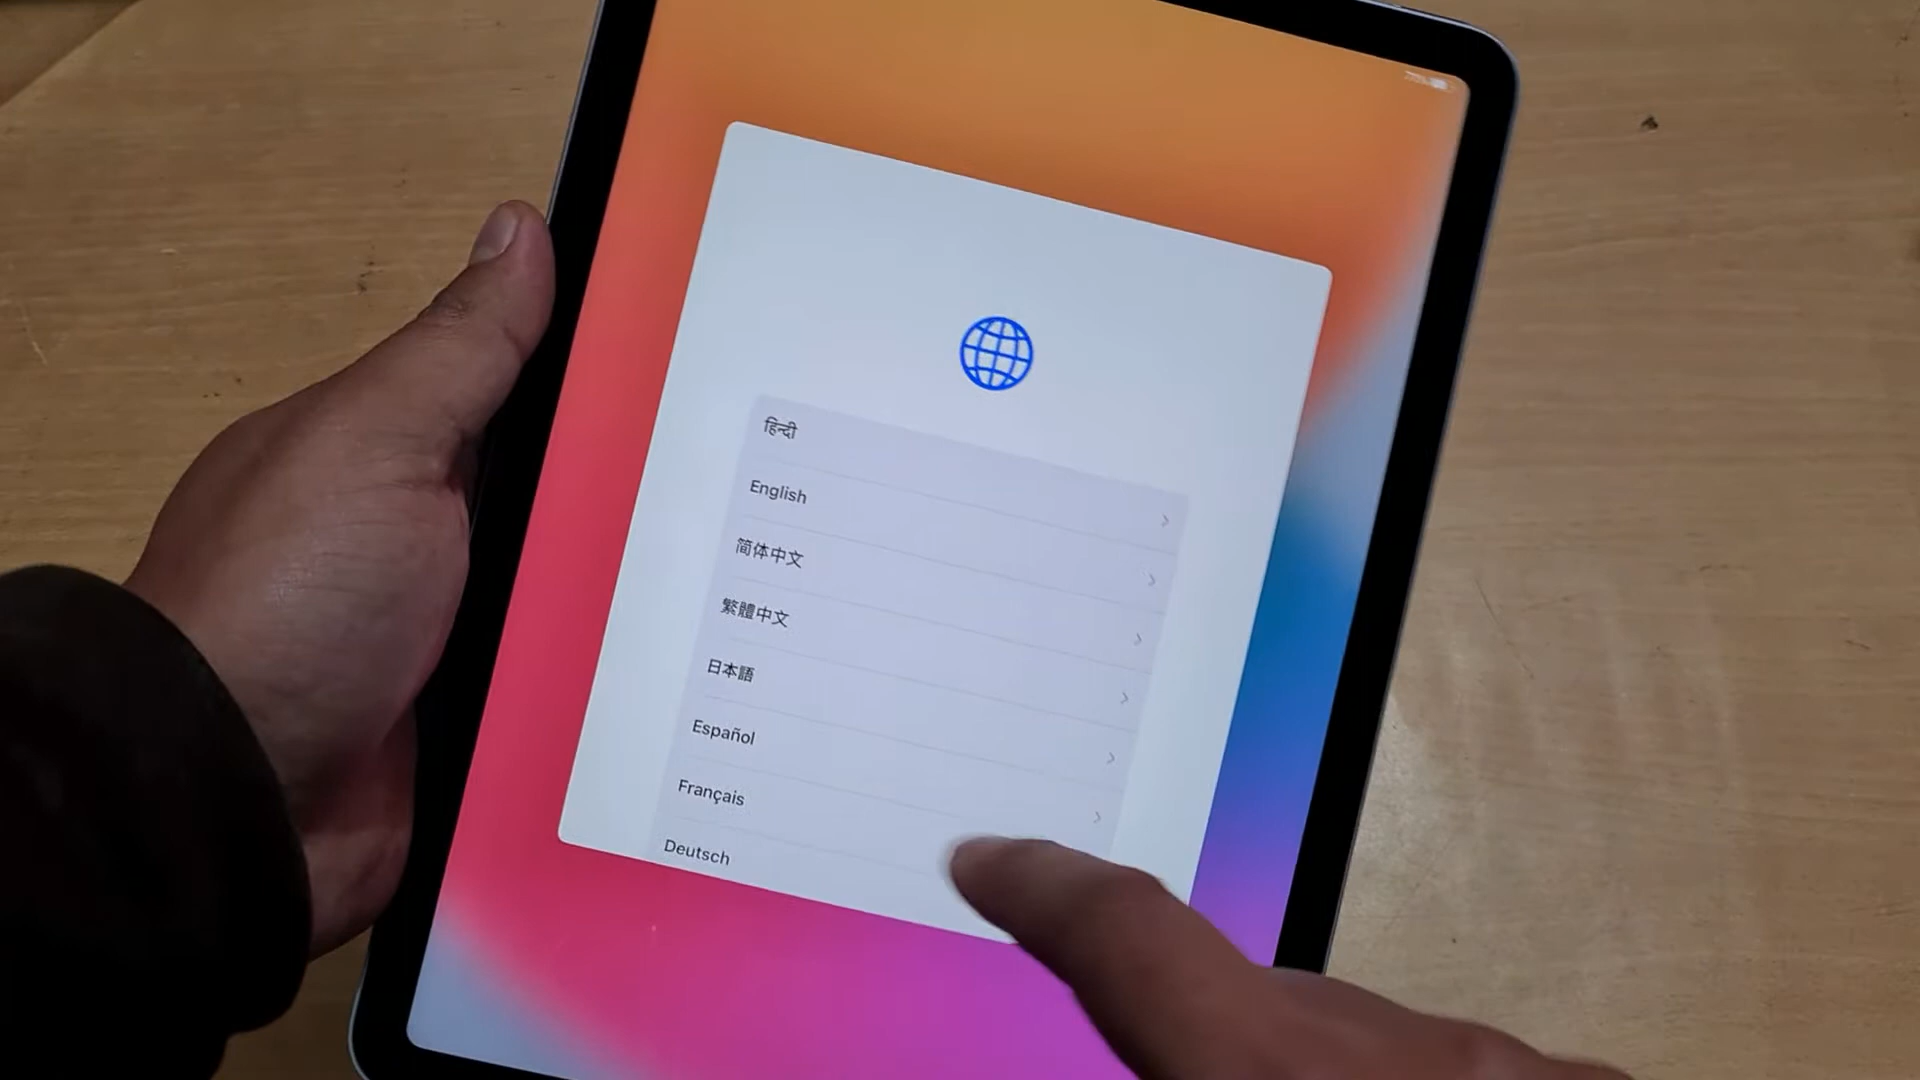 हिन्दी
English
简体中文
繁體中文
日本語
Español
Français
Deutsch